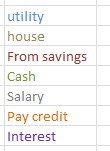 utility
house
From savings
Cash
Salary
Pay credit
Interest